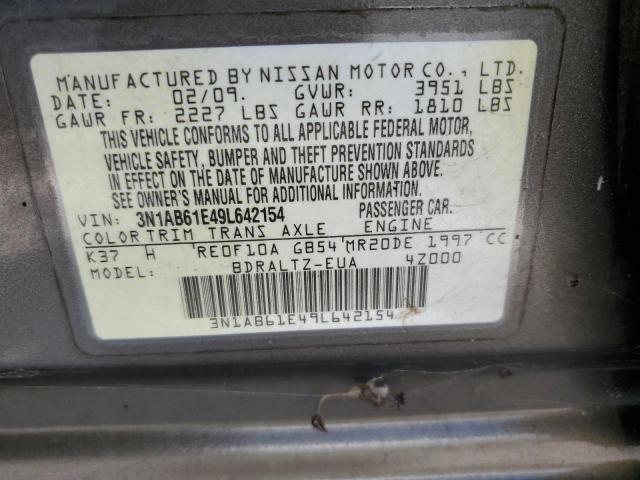 MANUFACTURED BY NISSAN MOTOR CO., LTD.
DATE: 02/09. GVWR: 3951 LBS
GAWR FR: 2227 LBS GAWR RR: 1810 LBS
THIS VEHICLE CONFORMS TO ALL APPLICABLE FEDERAL MOTOR,
VEHICLE SAFETY, BUMPER AND THEFT PREVENTION STANDARDS
IN EFFECT ON THE DATE OF MANUFACTURE SHOWN ABOVE.
SEE OWNER'S MANUAL FOR ADDITIONAL INFORMATION.
VIN: 3N1AB61E49L642154 PASSENGER CAR.
COLOR TRIM TRANS AXLE ENGINE
K37 H RE0F10A GB54 MR20DE 1997 CC
MODEL: BDRALTZ-EUA 4Z000
3N1AB61E49L642154